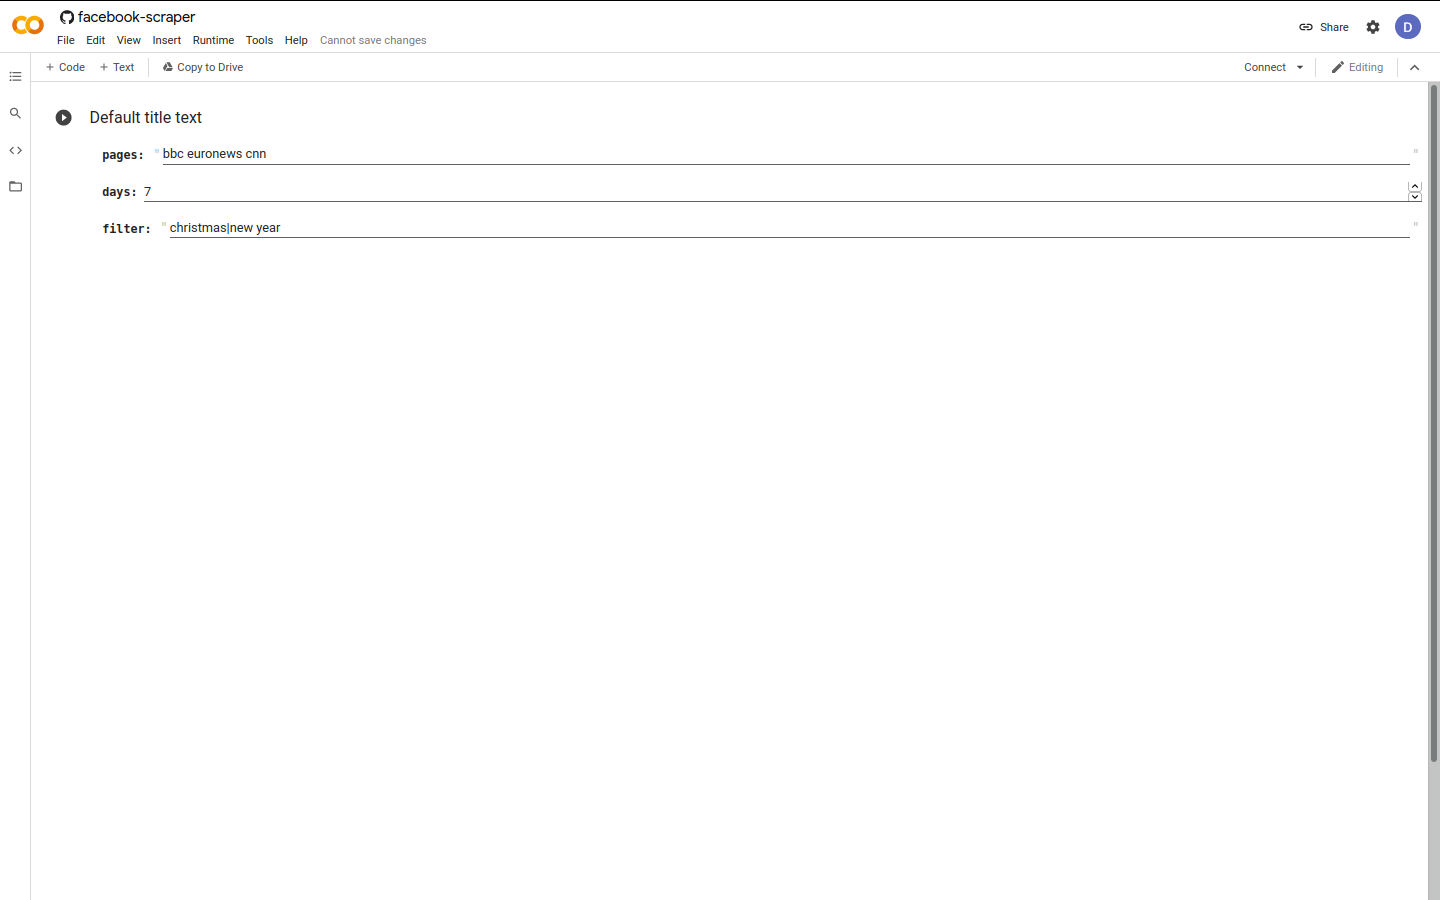 facebook-scraper
File Edit View Insert Runtime Tools Help Cannot save changes
Share
D
+ Code + Text Copy to Drive
Connect
Editing
Default title text
pages: " bbc euronews cnn "
days: 7
filter: " christmas|new year "